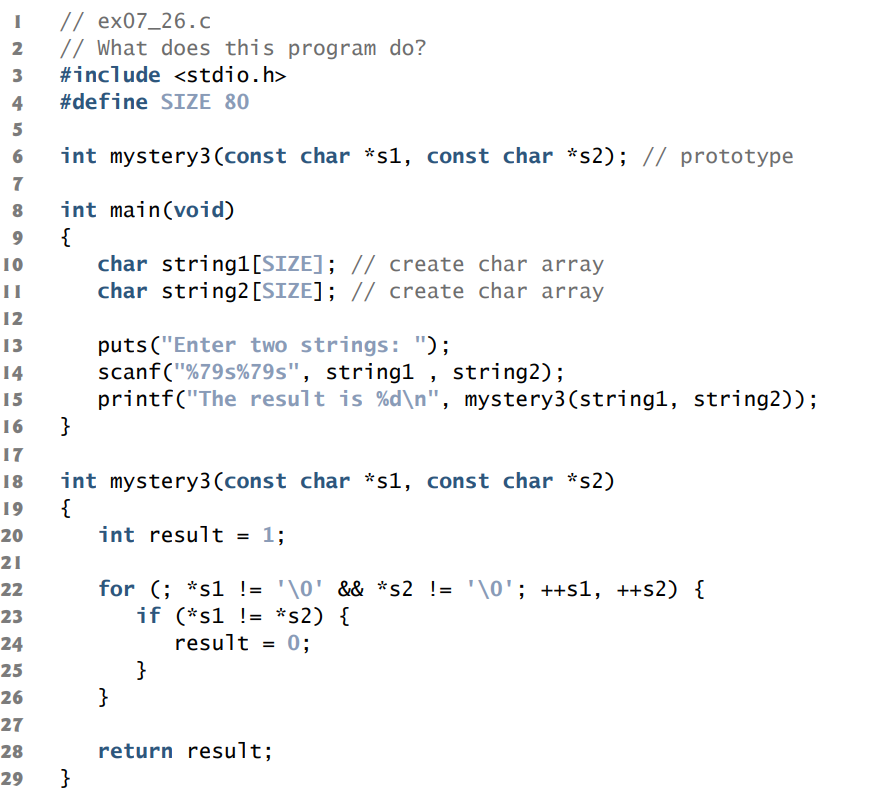 1 // ex07_26.c
2 // What does this program do?
3 #include <stdio.h>
4 #define SIZE 80
5
6 int mystery3(const char *s1, const char *s2); // prototype
7
8 int main(void)
9 {
10 char string1[SIZE]; // create char array
11 char string2[SIZE]; // create char array
12
13 puts("Enter two strings: ");
14 scanf("%79s%79s", string1 , string2);
15 printf("The result is %d\n", mystery3(string1, string2));
16 }
17
18 int mystery3(const char *s1, const char *s2)
19 {
20 int result = 1;
21
22 for (; *s1 != '\0' && *s2 != '\0'; ++s1, ++s2) {
23 if (*s1 != *s2) {
24 result = 0;
25 }
26 }
27
28 return result;
29 }